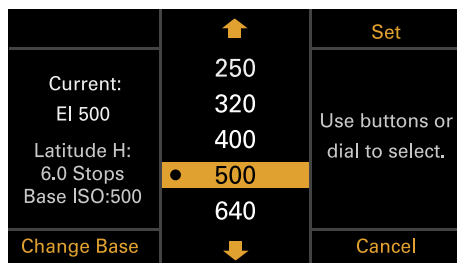 Current:
EI 500
Latitude H:
6.0 Stops
Base ISO:500
Change Base
250
320
400
500
640
Set
Use buttons or
dial to select.
Cancel